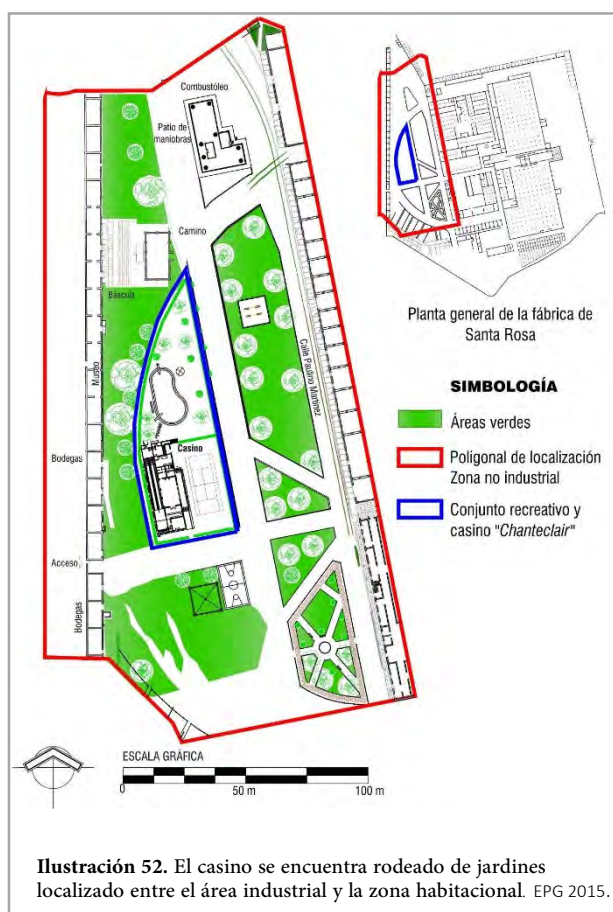 Combustóleo
Patio de
maniobras
Camino
Báscula
Museo
Calle Paulino Martínez
Casino
Bodegas
Acceso
Bodegas
Planta general de la fábrica de
Santa Rosa
SIMBOLOGÍA
Áreas verdes
Poligonal de localización
Zona no industrial
Conjunto recreativo y
casino "Chanteclair"
ESCALA GRÁFICA
0 50 m 100 m
Ilustración 52. El casino se encuentra rodeado de jardines
localizado entre el área industrial y la zona habitacional. EPG 2015.